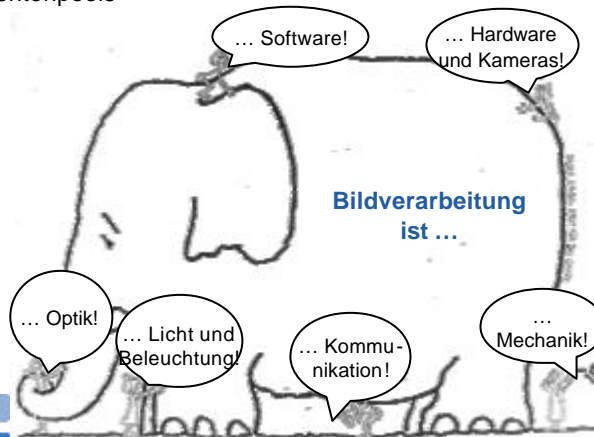 … Software!
… Hardware
und Kameras!
Bildverarbeitung
ist …
… Optik!
… Licht und
Beleuchtung!
… Kommu-
nikation!
…
Mechanik!